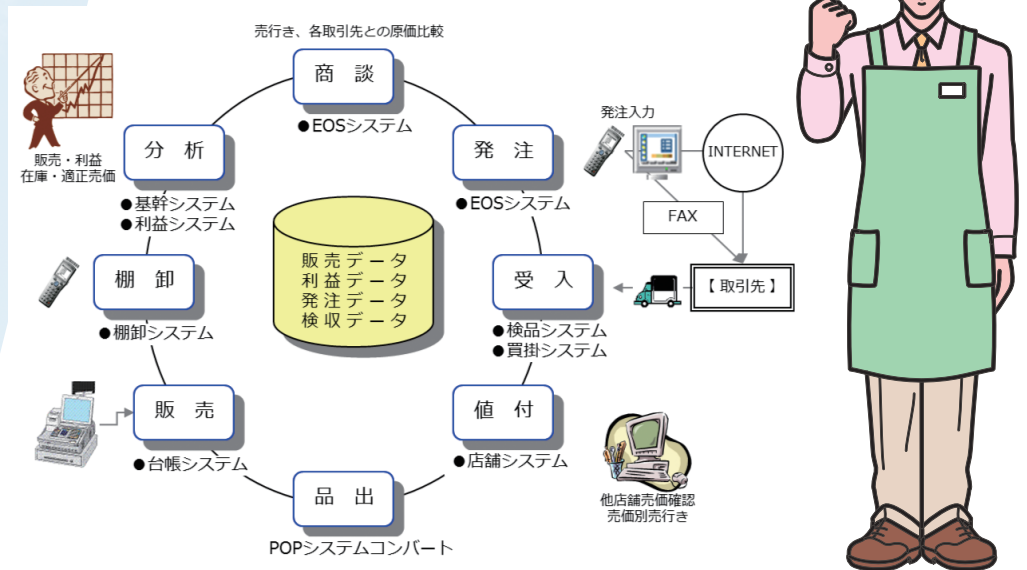 売行き、各取引先との原価比較
商 談
●EOSシステム
発 注
●EOSシステム
発注入力
INTERNET
FAX
【 取引先 】
受 入
●検品システム
●買掛システム
値 付
●店舗システム
他店舗売価確認
売価別売行き
品 出
POPシステムコンバート
販 売
●台帳システム
棚 卸
●棚卸システム
分 析
●基幹システム
●利益システム
販売・利益
在庫・適正売価
販売データ
利益データ
発注データ
検収データ